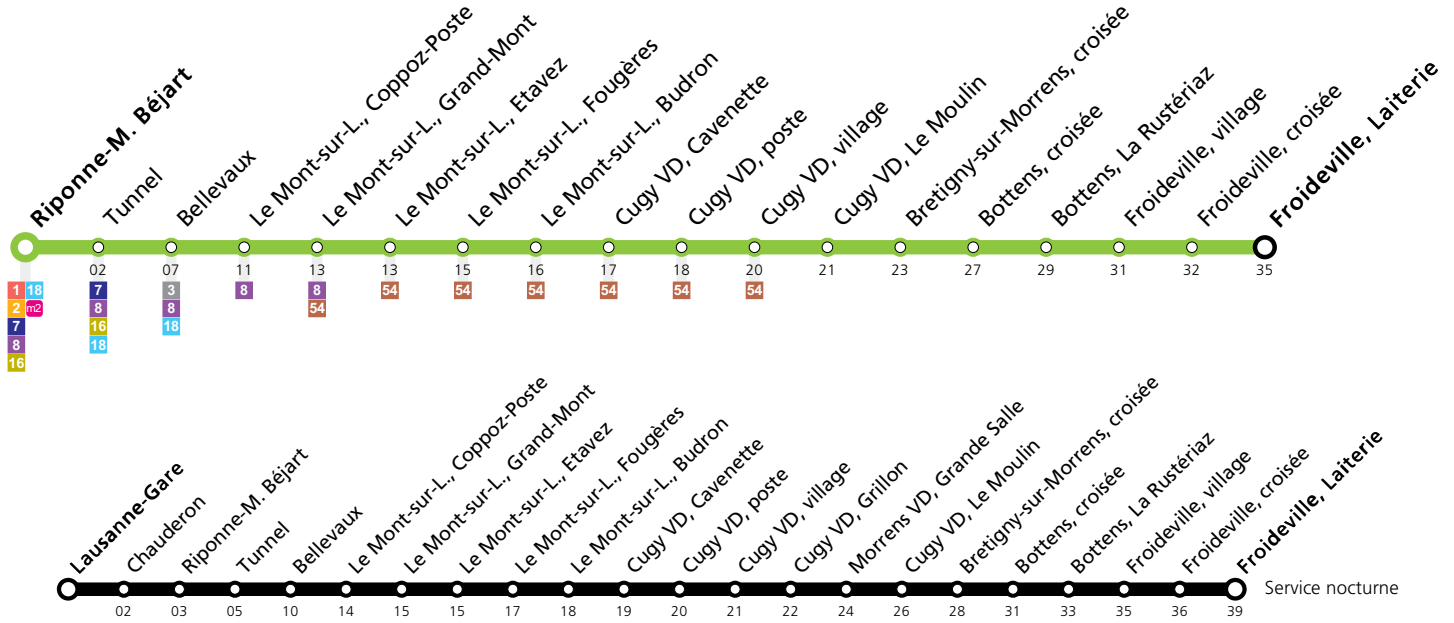 Riponne-M. Béjart
Tunnel
Bellevaux
Le Mont-sur-L., Coppoz-Poste
Le Mont-sur-L., Grand-Mont
Le Mont-sur-L., Etavez
Le Mont-sur-L., Fougères
Le Mont-sur-L., Budron
Cugy VD, Cavenette
Cugy VD, poste
Cugy VD, village
Cugy VD, Le Moulin
Bretigny-sur-Morrens, croisée
Bottens, croisée
Bottens, La Rustériaz
Froideville, village
Froideville, croisée
Froideville, Laiterie
02 07 11 13 13 15 16 17 18 20 21 23 27 29 31 32 35
1 18 7 3 8 8 54 54 54 54 54 54
2 m2 8 8 54
7 16 18
8 18
16
Lausanne-Gare
Chauderon
Riponne-M. Béjart
Tunnel
Bellevaux
Le Mont-sur-L., Coppoz-Poste
Le Mont-sur-L., Grand-Mont
Le Mont-sur-L., Etavez
Le Mont-sur-L., Fougères
Le Mont-sur-L., Budron
Cugy VD, Cavenette
Cugy VD, poste
Cugy VD, village
Cugy VD, Grillon
Morrens VD, Grande Salle
Cugy VD, Le Moulin
Bretigny-sur-Morrens, croisée
Bottens, croisée
Bottens, La Rustériaz
Froideville, village
Froideville, croisée
Froideville, Laiterie
Service nocturne
02 03 05 10 14 15 15 17 18 19 20 21 22 24 26 28 31 33 35 36 39